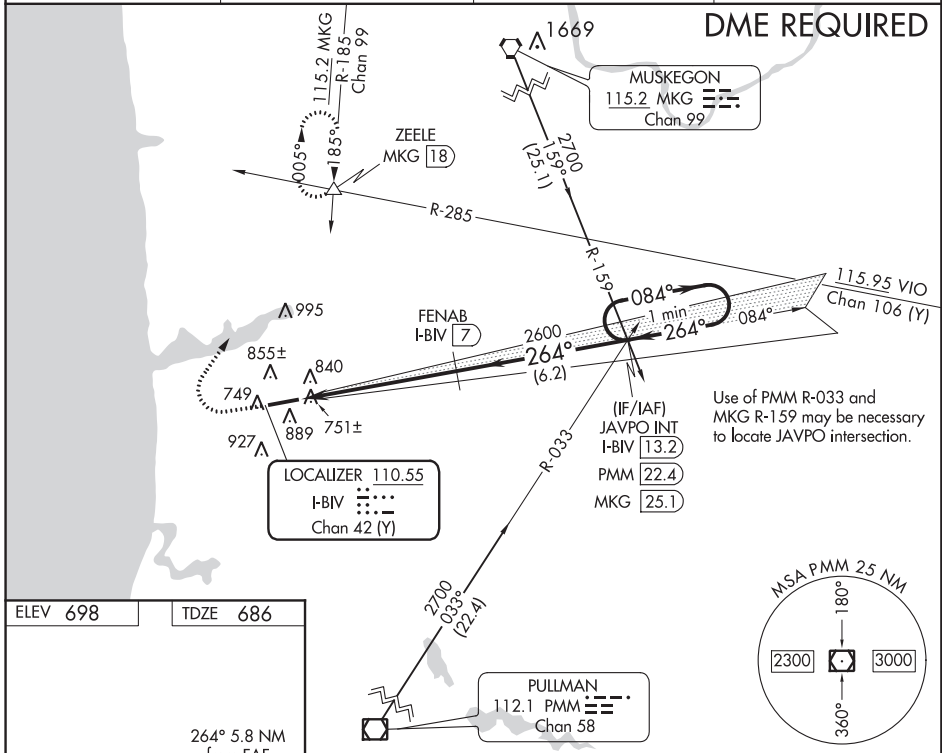 DME REQUIRED
115.2 MKG
R-185
Chan 99
1669
MUSKEGON
115.2 MKG
Chan 99
ZEELE
MKG 18
005°
185°
2700
159°
(25.1)
R-285
R-159
115.95 VIO
Chan 106 (Y)
084°
1 min
264°
084°
FENAB
I-BIV 7
2600
264°
(6.2)
995
855±
840
749
751±
889
927
(IF/IAF)
JAVPO INT
I-BIV 13.2
PMM 22.4
MKG 25.1
Use of PMM R-033 and
MKG R-159 may be necessary
to locate JAVPO intersection.
R-033
LOCALIZER 110.55
I-BIV
Chan 42 (Y)
2700
033°
(22.4)
MSA PMM 25 NM
180°
2300
3000
360°
ELEV 698
TDZE 686
PULLMAN
112.1 PMM
Chan 58
264° 5.8 NM